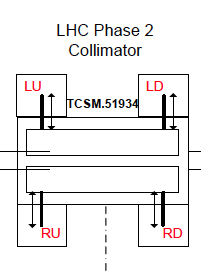 LHC Phase 2
Collimator
LU LD
TCSM.51934
RU RD